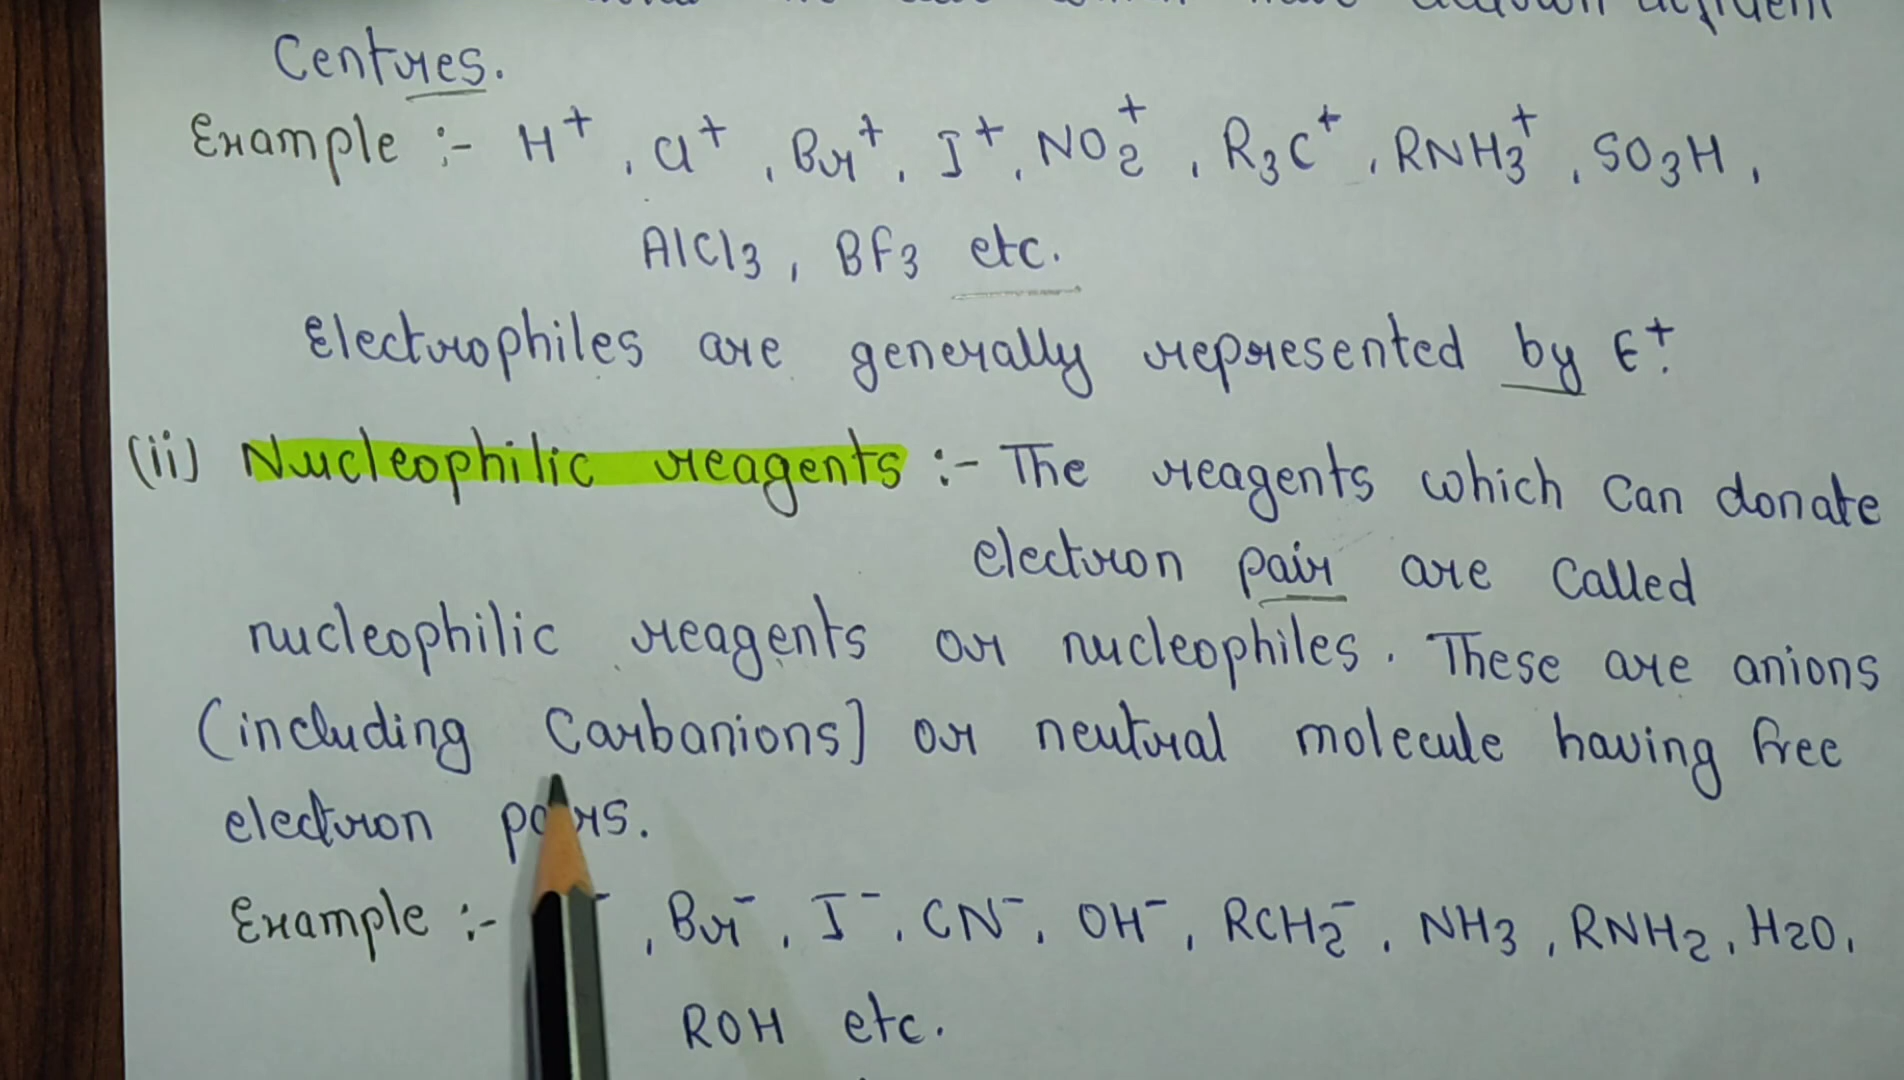 Centres.
Example :- H⁺, Cl⁺, Br⁺, I⁺, NO₂⁺, R₃C⁺, RNH₃⁺, SO₃H,
AlCl₃, BF₃ etc.
Electrophiles are generally represented by E⁺.
(ii) Nucleophilic reagents :- The reagents which can donate
electron pair are called
nucleophilic reagents or nucleophiles. These are anions
(including Carbanions) or neutral molecule having free
electron pairs.
Example :- , Br⁻, I⁻, CN⁻, OH⁻, RCH₂⁻, NH₃, RNH₂, H₂O,
ROH etc.